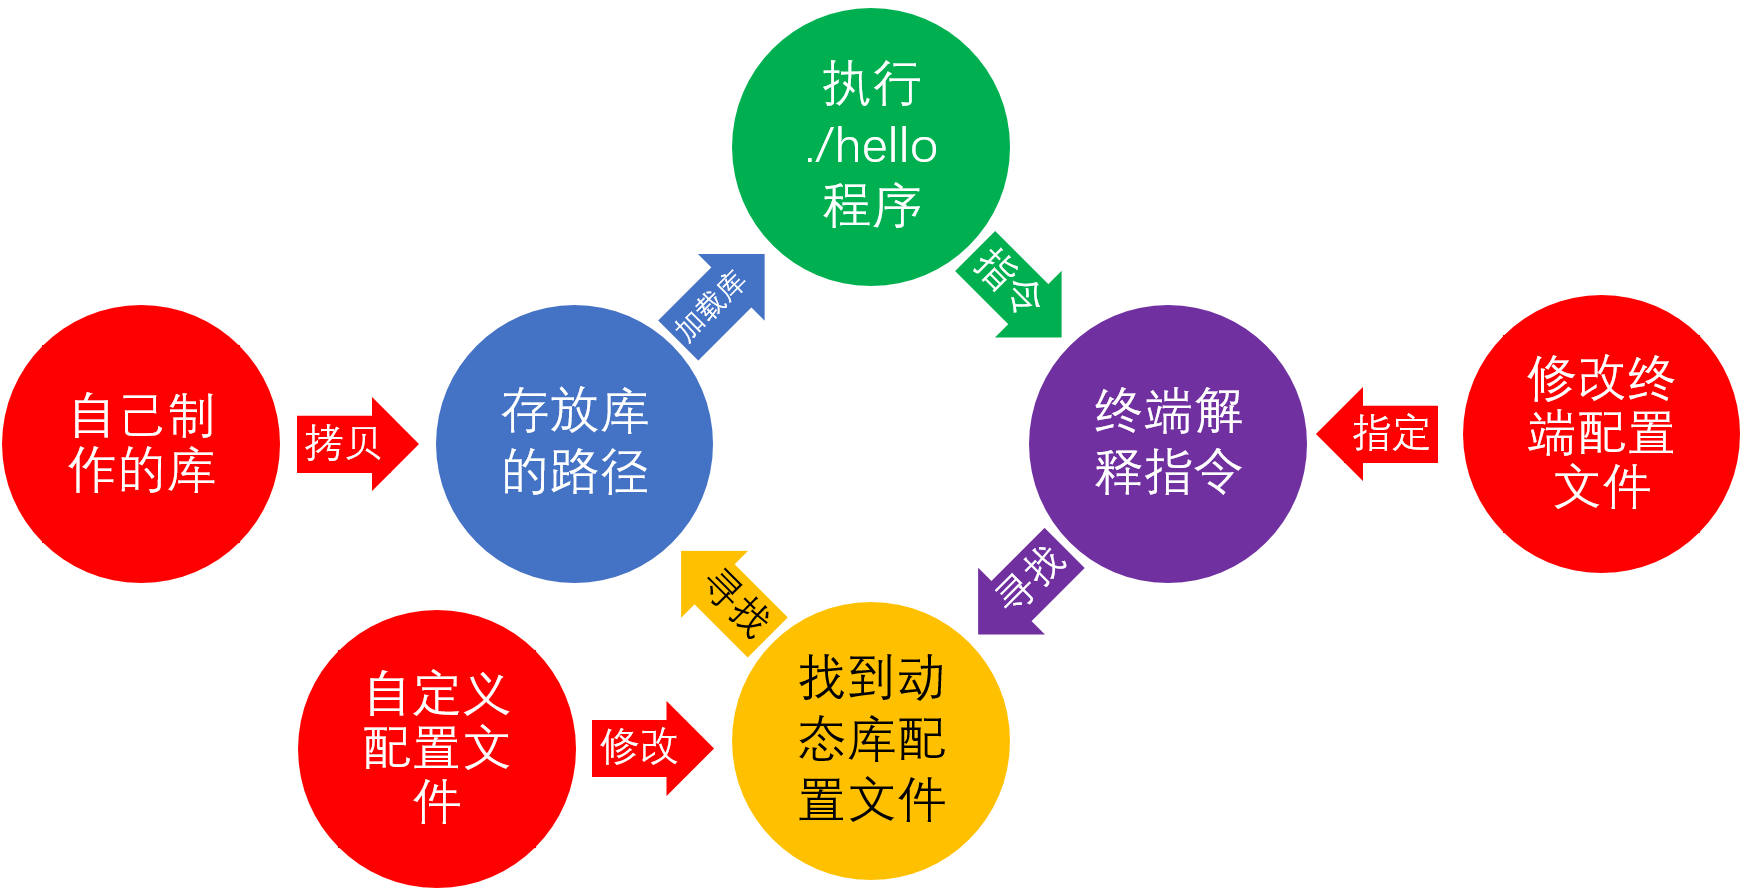 执行
./hello
程序
加载库
指令
自己制
作的库
拷贝
存放库
的路径
终端解
释指令
指定
修改终
端配置
文件
寻找
寻找
自定义
配置文
件
修改
找到动
态库配
置文件